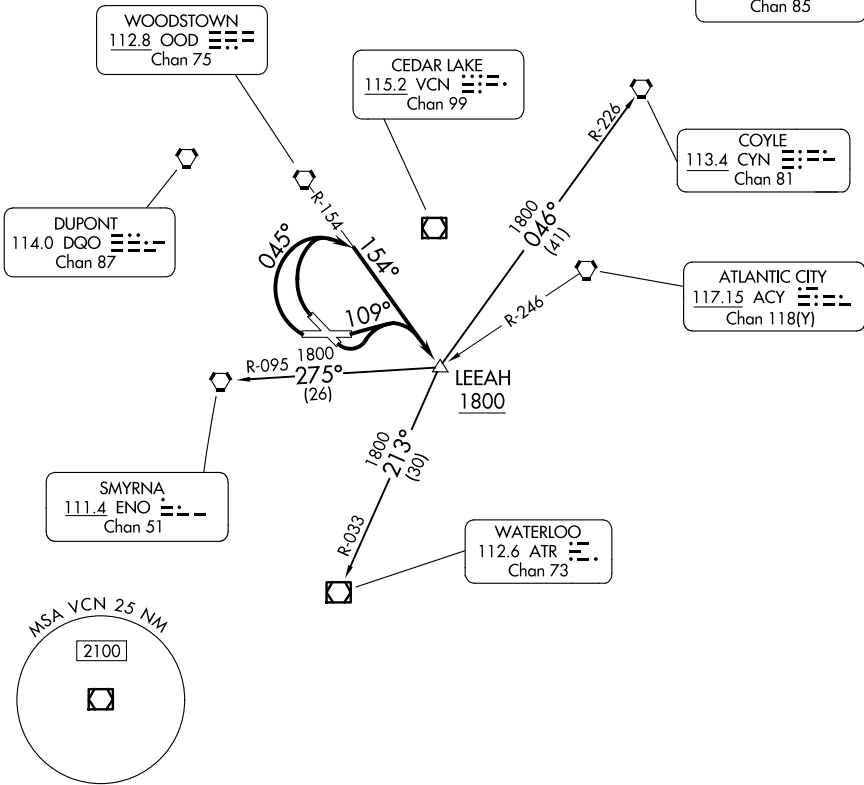 Chan 85
WOODSTOWN
112.8 OOD
Chan 75
CEDAR LAKE
115.2 VCN
Chan 99
R-226
COYLE
113.4 CYN
Chan 81
DUPONT
114.0 DQO
Chan 87
R-154
045°
154°
1800
046°
(41)
ATLANTIC CITY
117.15 ACY
Chan 118(Y)
109°
R-246
R-095
1800
275°
(26)
LEEAH
1800
1800
213°
(30)
SMYRNA
111.4 ENO
Chan 51
R-033
WATERLOO
112.6 ATR
Chan 73
MSA VCN 25 NM
2100